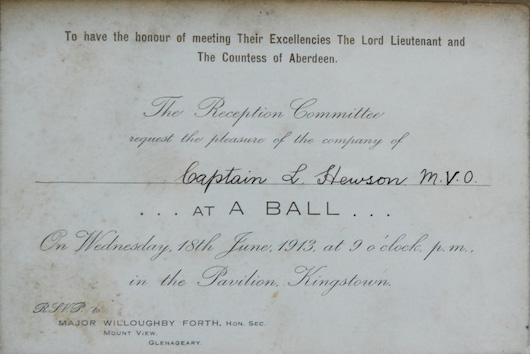 To have the honour of meeting Their Excellencies The Lord Lieutenant and
The Countess of Aberdeen.
The Reception Committee
request the pleasure of the company of
Captain L. Hewson M.V.O.
... AT A BALL ...
On Wednesday, 18th June, 1913, at 9 o'clock, p.m.,
in the Pavilion, Kingstown.
R.S.V.P. to
MAJOR WILLOUGHBY FORTH, HON. SEC.
MOUNT VIEW,
GLENAGEARY.